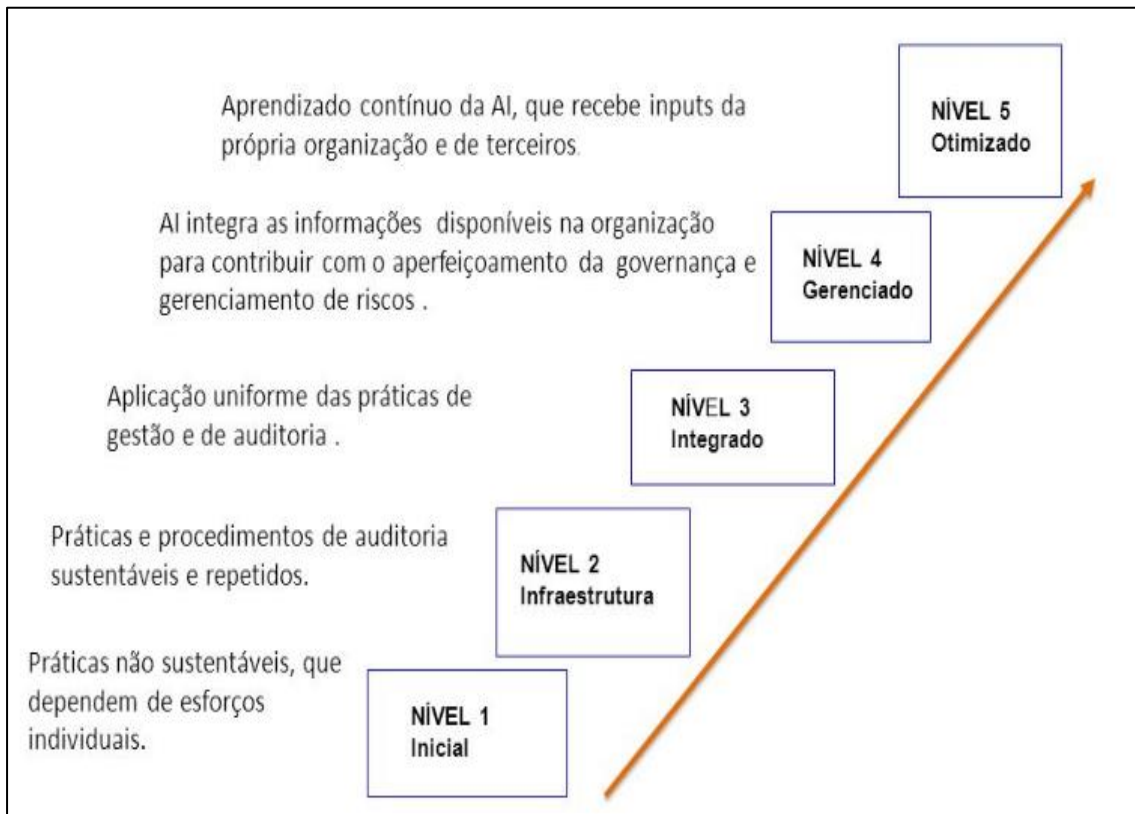 Aprendizado contínuo da AI, que recebe inputs da
própria organização e de terceiros.
NÍVEL 5
Otimizado
AI integra as informações disponíveis na organização
para contribuir com o aperfeiçoamento da governança e
gerenciamento de riscos .
NÍVEL 4
Gerenciado
Aplicação uniforme das práticas de
gestão e de auditoria .
NÍVEL 3
Integrado
Práticas e procedimentos de auditoria
sustentáveis e repetidos.
NÍVEL 2
Infraestrutura
Práticas não sustentáveis, que
dependem de esforços
individuais.
NÍVEL 1
Inicial